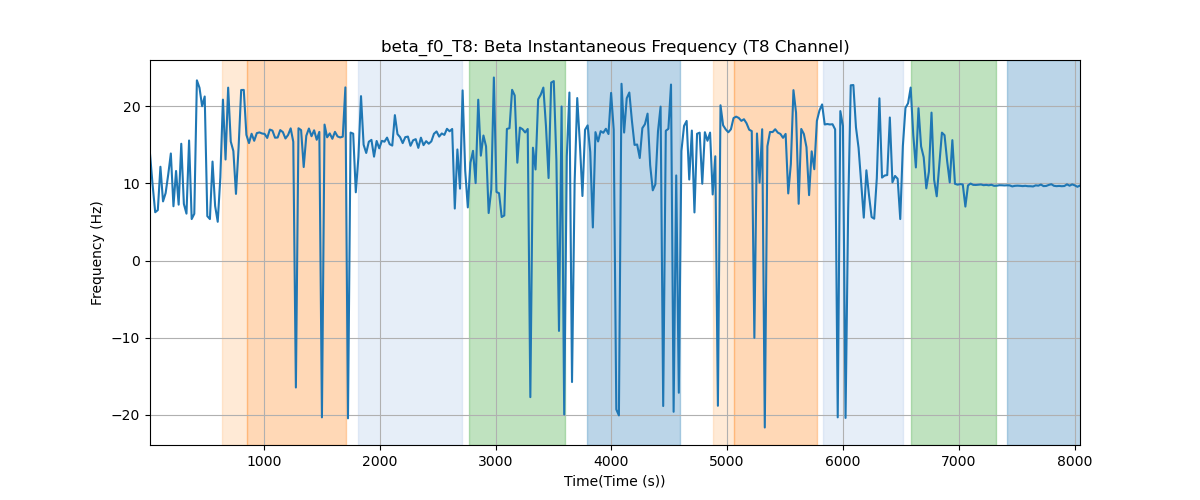 beta_f0_T8: Beta Instantaneous Frequency (T8 Channel)
20
10
0
−10
−20
Frequency (Hz)
1000 2000 3000 4000 5000 6000 7000 8000
Time(Time (s))